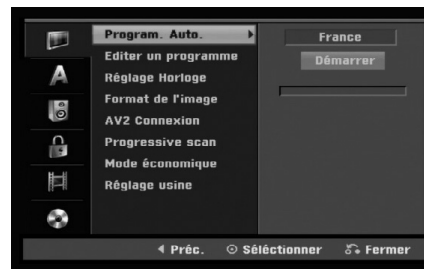 Program. Auto.
Editer un programme
Réglage Horloge
Format de l'image
AV2 Connexion
Progressive scan
Mode économique
Réglage usine
France
Démarrer
A
Préc. Séléctionner Fermer